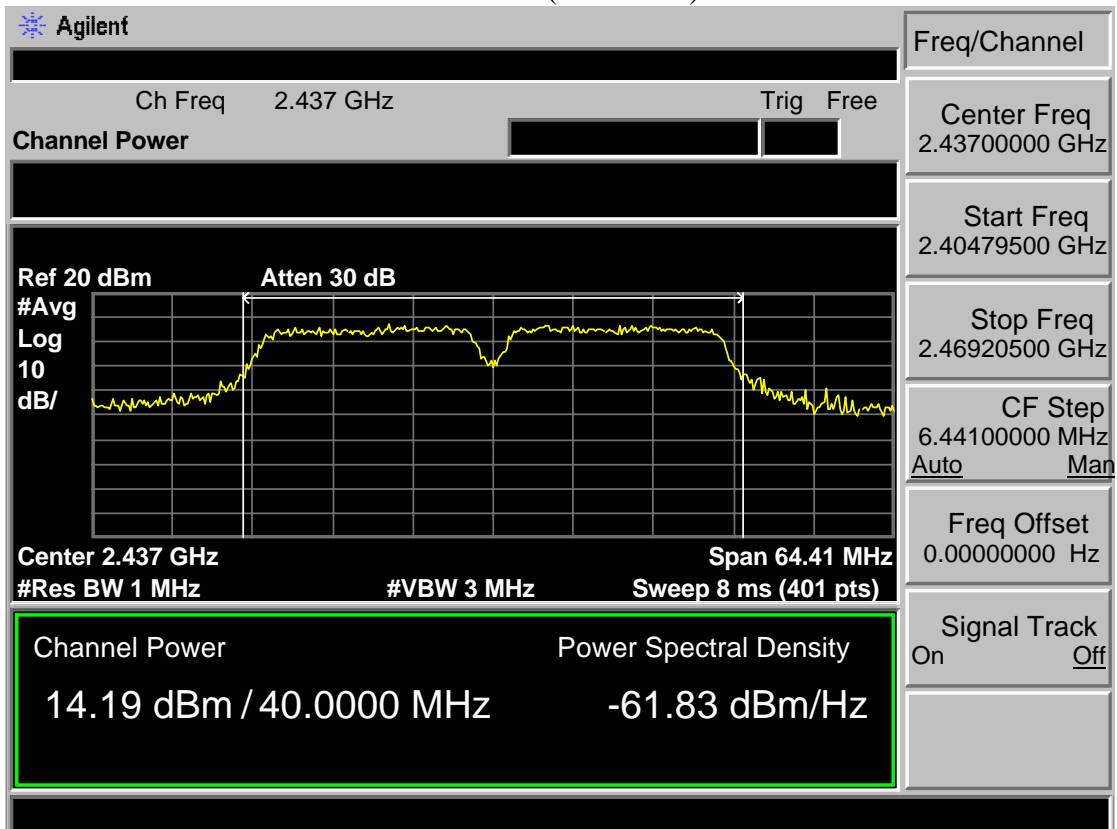 Agilent
Freq/Channel
Ch Freq 2.437 GHz Trig Free
Channel Power
Center Freq
2.43700000 GHz
Start Freq
2.40479500 GHz
Stop Freq
2.46920500 GHz
CF Step
6.44100000 MHz
Auto Man
Freq Offset
0.00000000 Hz
Signal Track
On Off
Ref 20 dBm Atten 30 dB
#Avg
Log
10
dB/
Center 2.437 GHz Span 64.41 MHz
#Res BW 1 MHz #VBW 3 MHz Sweep 8 ms (401 pts)
Channel Power Power Spectral Density
14.19 dBm / 40.0000 MHz -61.83 dBm/Hz